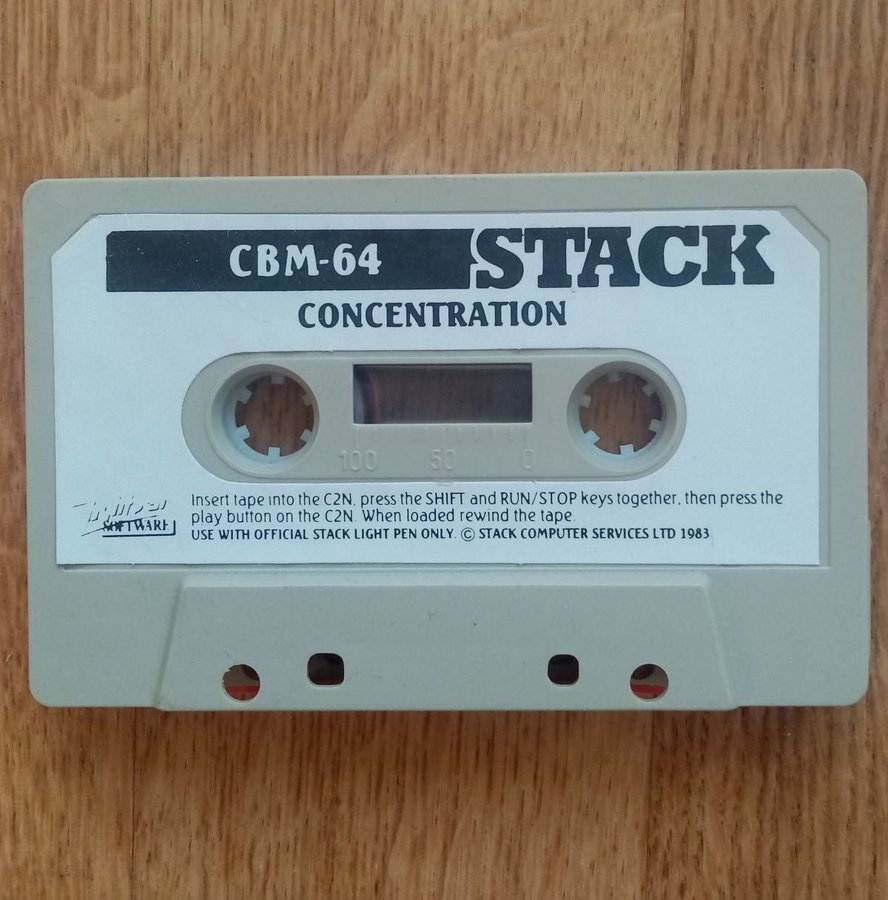 CBM-64 STACK
CONCENTRATION
100 50 0
Insert tape into the C2N, press the SHIFT and RUN/STOP keys together, then press the
play button on the C2N. When loaded rewind the tape.
SOFTWARE
USE WITH OFFICIAL STACK LIGHT PEN ONLY. © STACK COMPUTER SERVICES LTD 1983